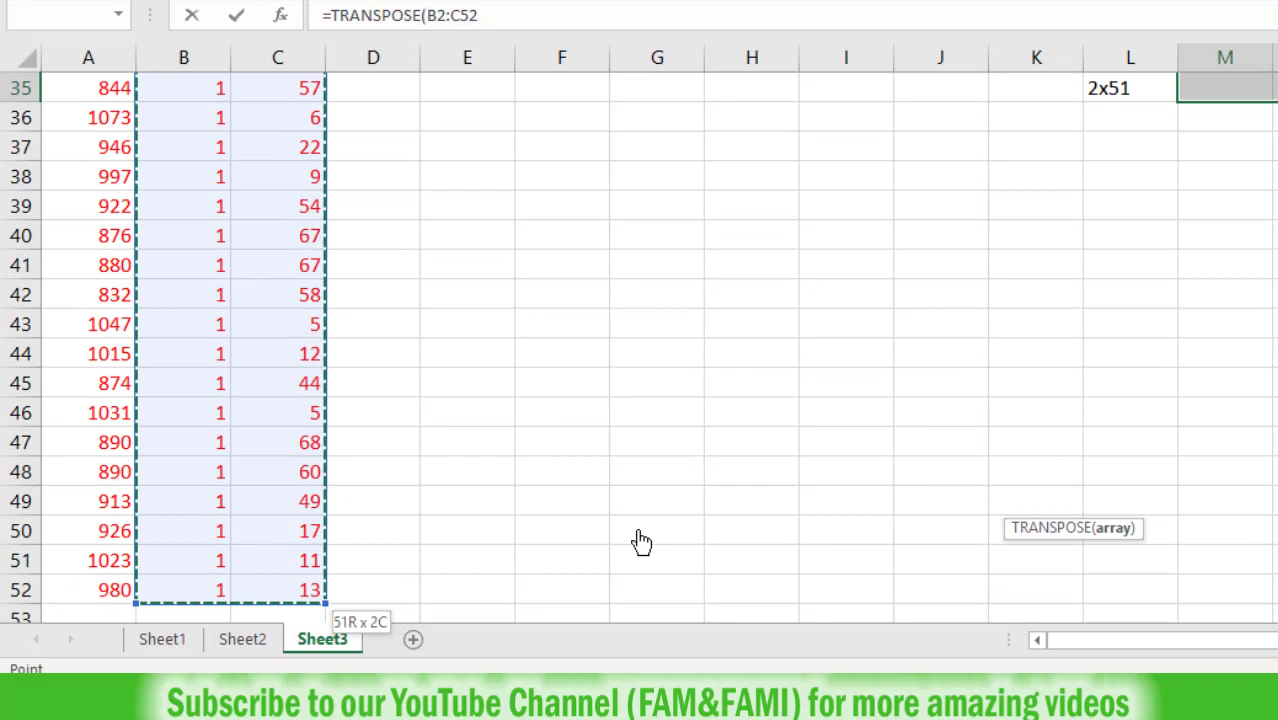 =TRANSPOSE(B2:C52
A B C D E F G H I J K L M
35 844 1 57 2x51
36 1073 1 6
37 946 1 22
38 997 1 9
39 922 1 54
40 876 1 67
41 880 1 67
42 832 1 58
43 1047 1 5
44 1015 1 12
45 874 1 44
46 1031 1 5
47 890 1 68
48 890 1 60
49 913 1 49
50 926 1 17 TRANSPOSE(array)
51 1023 1 11
52 980 1 13
53
51R x 2C
Sheet1 Sheet2 Sheet3
Point
Subscribe to our YouTube Channel (FAM&FAMI) for more amazing videos